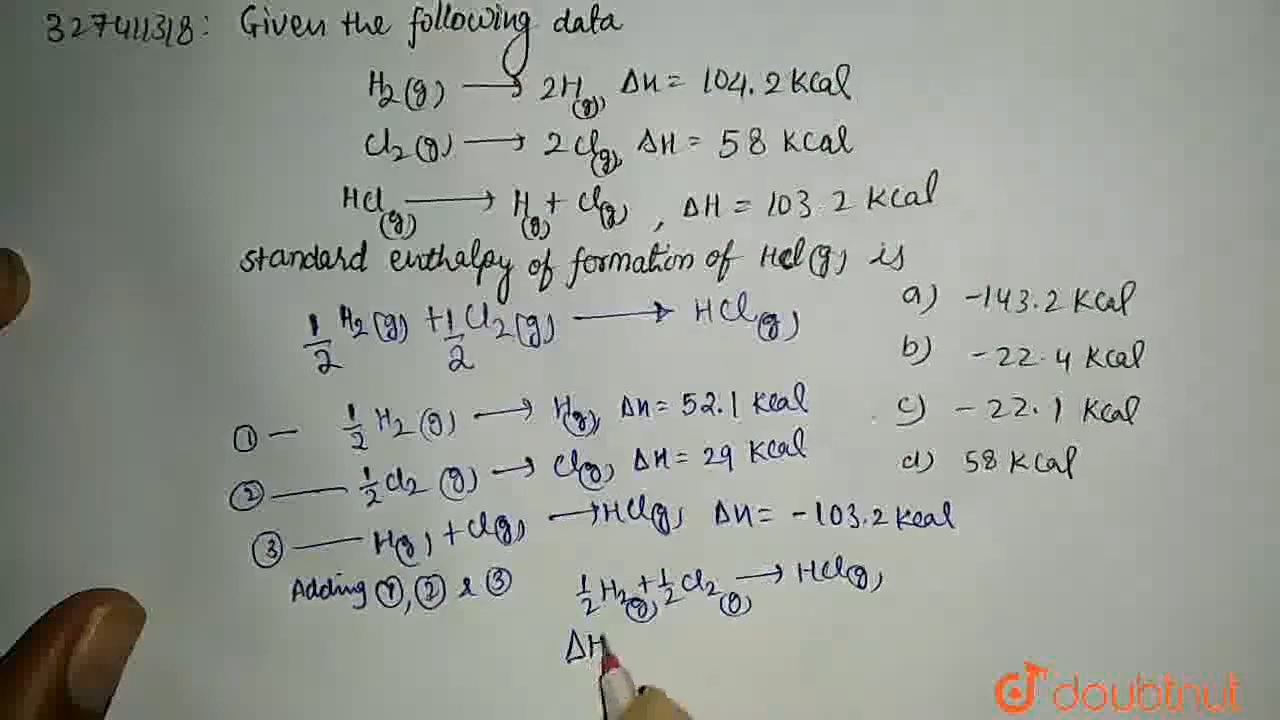 327411318: Given the following data
H2(g) → 2H(g), ΔH = 104.2 Kcal
Cl2(g) → 2Cl(g), ΔH = 58 Kcal
HCl(g) → H(g) + Cl(g), ΔH = 103.2 Kcal
standard enthalpy of formation of Hcl(g) is
a) -143.2 Kcal
1/2 H2(g) + 1/2 Cl2(g) → HCl(g)
b) -22.4 Kcal
① — 1/2 H2(g) → H(g), ΔH = 52.1 Kcal
c) -22.1 Kcal
② — 1/2 Cl2(g) → Cl(g), ΔH = 29 Kcal
d) 58 Kcal
③ — H(g) + Cl(g) → HCl(g), ΔH = -103.2 Kcal
Adding ①, ② & ③ 1/2 H2(g) + 1/2 Cl2(g) → HCl(g),
ΔH
doubtnut